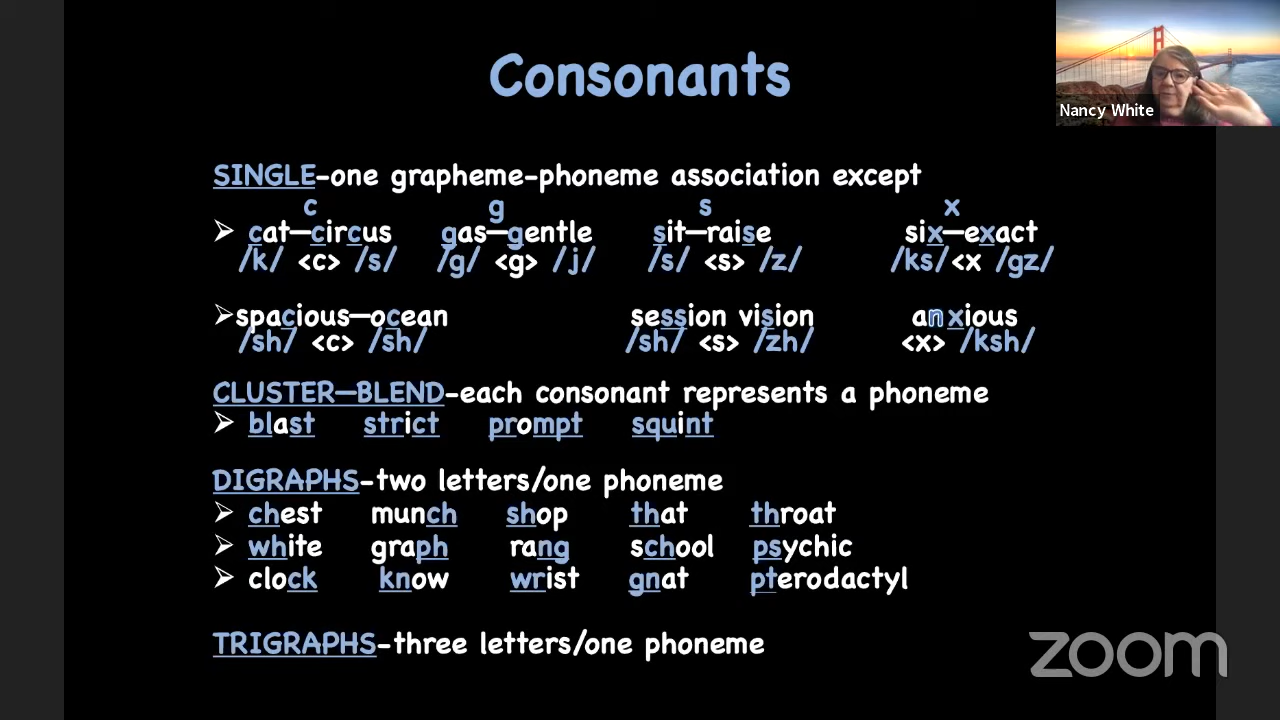 Consonants
Nancy White
SINGLE-one grapheme-phoneme association except
c g s x
➢ cat—circus gas—gentle sit—raise six—exact
/k/ <c> /s/ /g/ <g> /j/ /s/ <s> /z/ /ks/<x /gz/
➢spacious—ocean session vision anxious
/sh/ <c> /sh/ /sh/ <s> /zh/ <x> /ksh/
CLUSTER—BLEND-each consonant represents a phoneme
➢ blast strict prompt squint
DIGRAPHS-two letters/one phoneme
➢ chest munch shop that throat
➢ white graph rang school psychic
➢ clock know wrist gnat pterodactyl
TRIGRAPHS-three letters/one phoneme
zoom